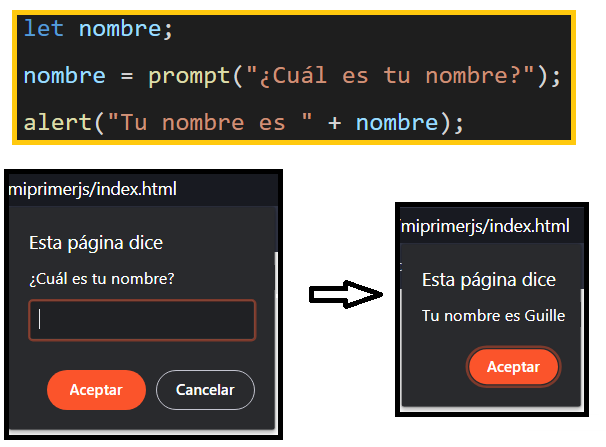 let nombre;
nombre = prompt("¿Cuál es tu nombre?");
alert("Tu nombre es " + nombre);
miprimerjs/index.html
Esta página dice
¿Cuál es tu nombre?
Aceptar
Cancelar
/miprimerjs/index.html
Esta página dice
Tu nombre es Guille
Aceptar